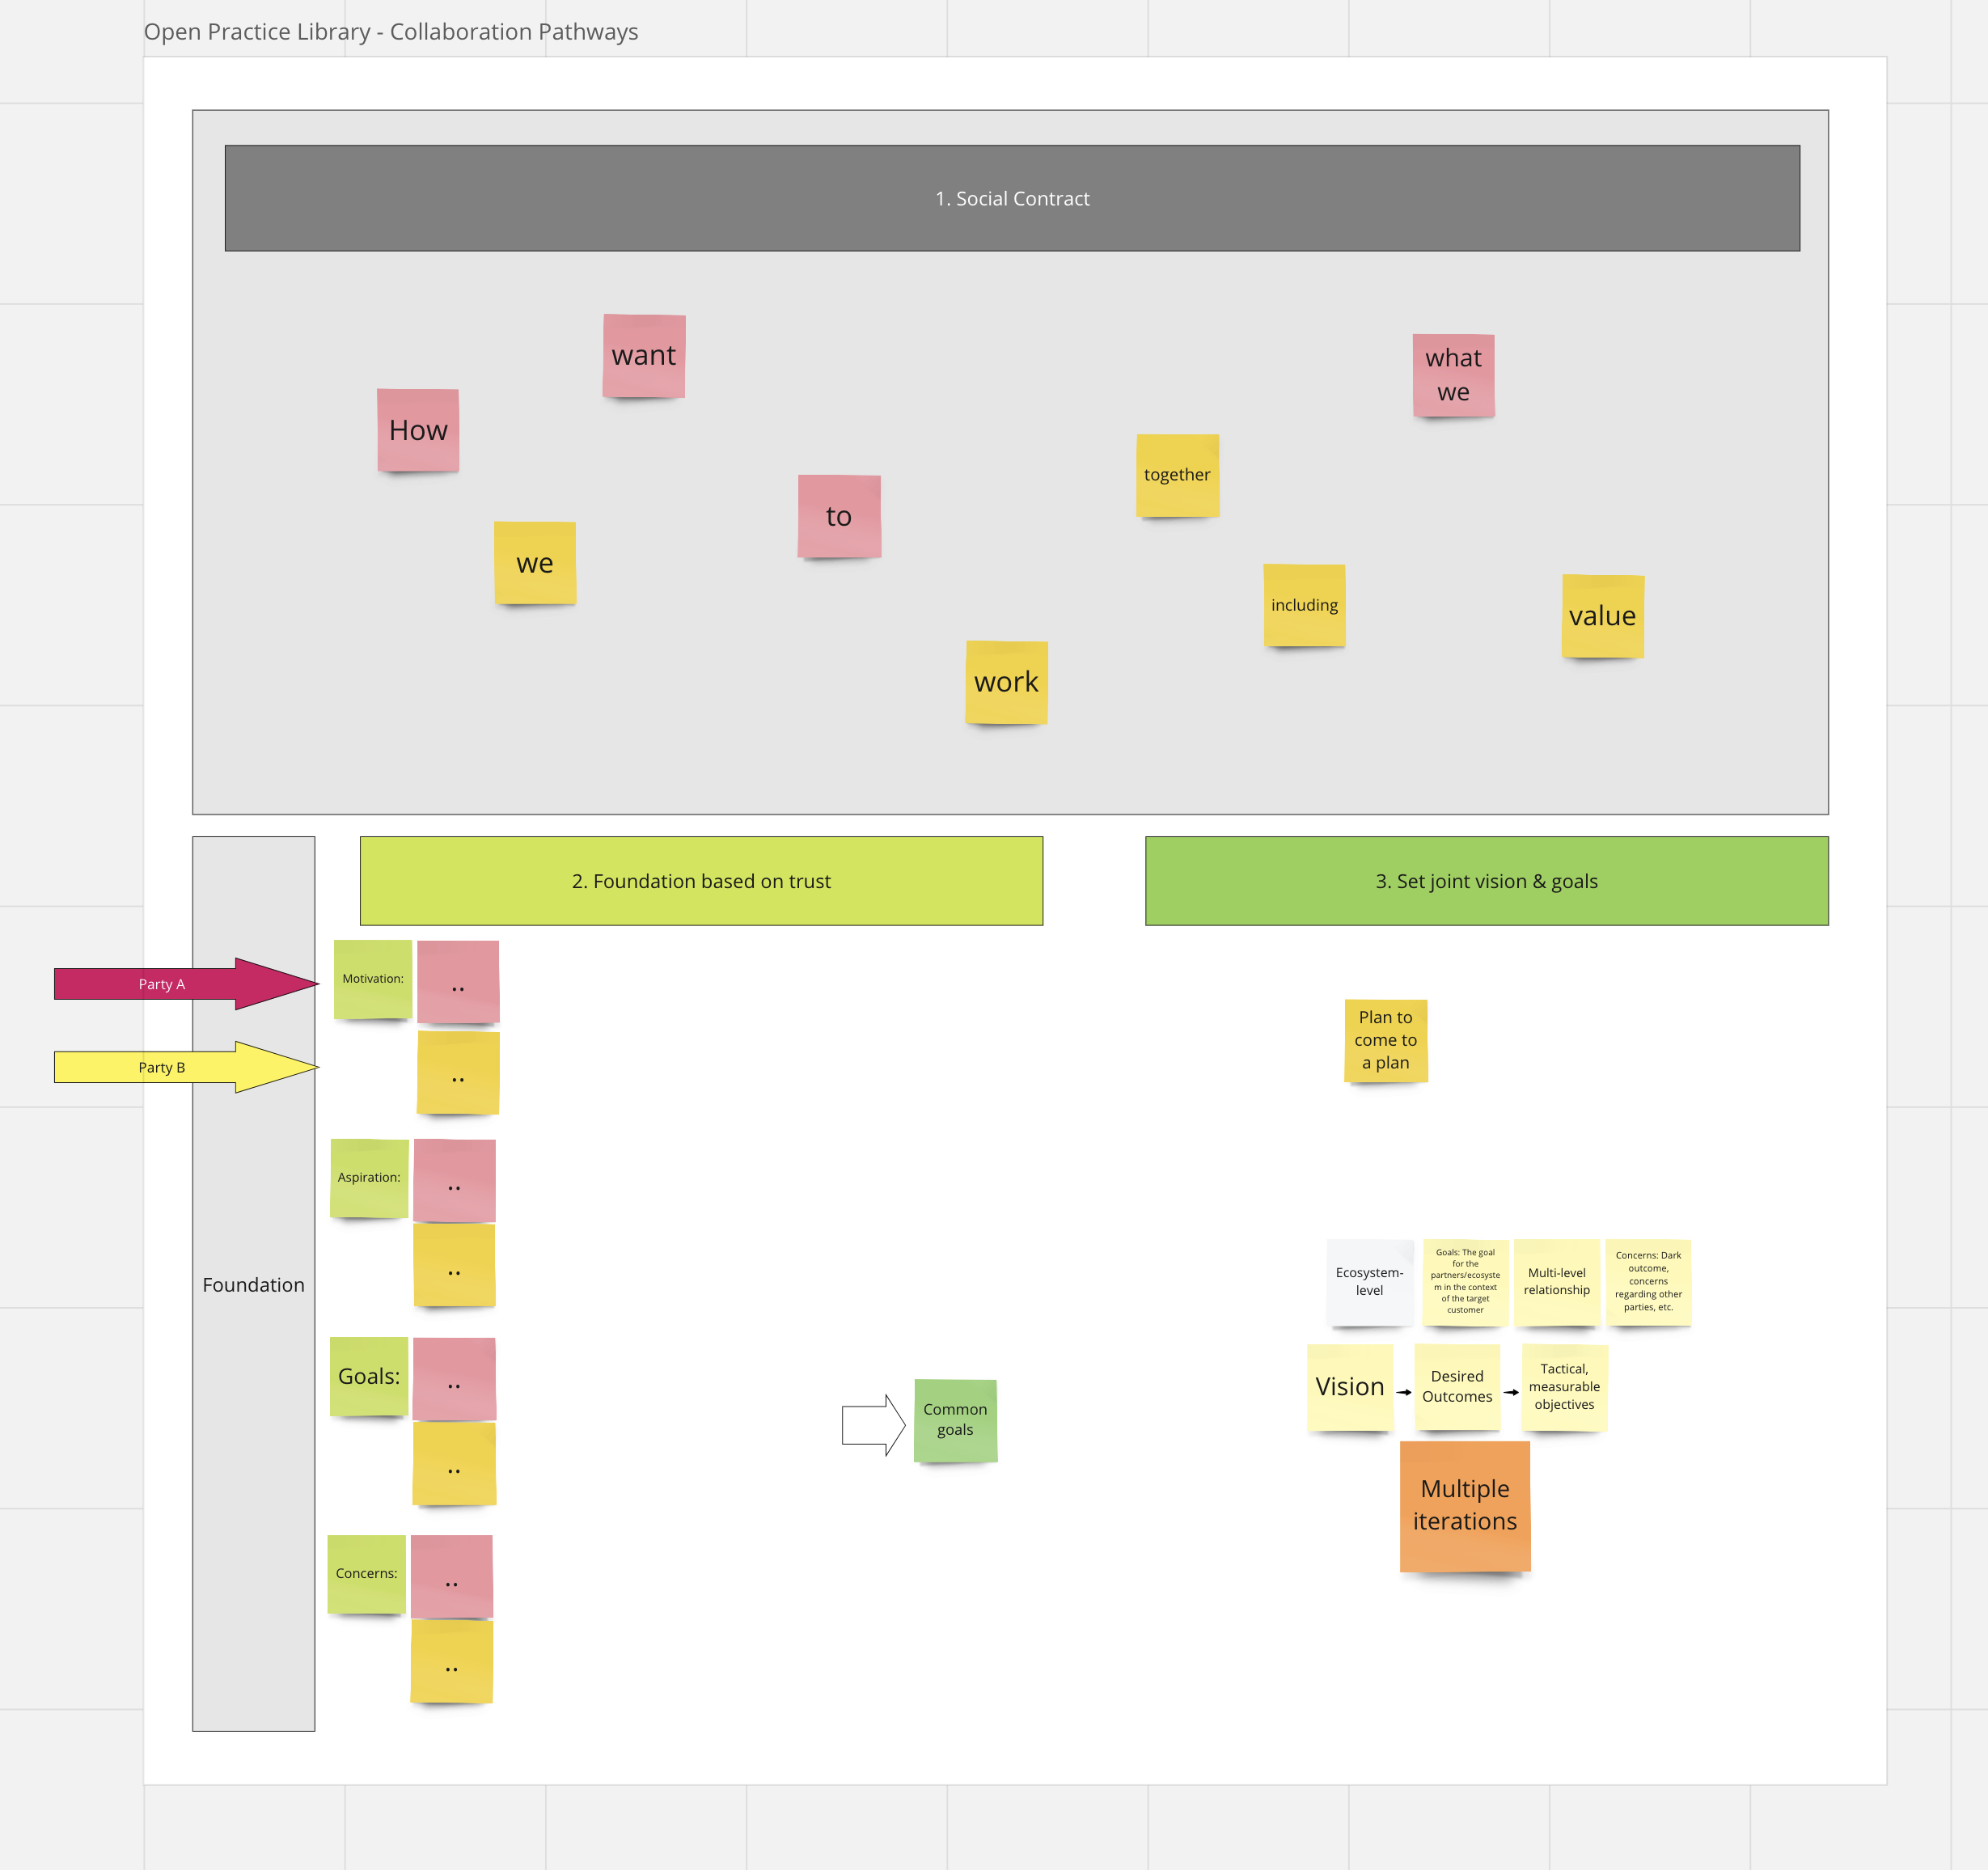 Open Practice Library - Collaboration Pathways
1. Social Contract
How
we
want
to
work
together
including
what
we
value
Foundation
2. Foundation based on trust
3. Set joint vision & goals
Party A
Party B
Motivation:
..
..
Aspiration:
..
..
Goals:
..
..
Concerns:
..
..
Common
goals
Plan to
come to
a plan
Ecosystem-
level
Goals: The goal
for the
partners/ecosyste
m in the context
of the target
customer
Multi-level
relationship
Concerns: Dark
outcome,
concerns
regarding other
parties, etc.
Vision
Desired
Outcomes
Tactical,
measurable
objectives
Multiple
iterations